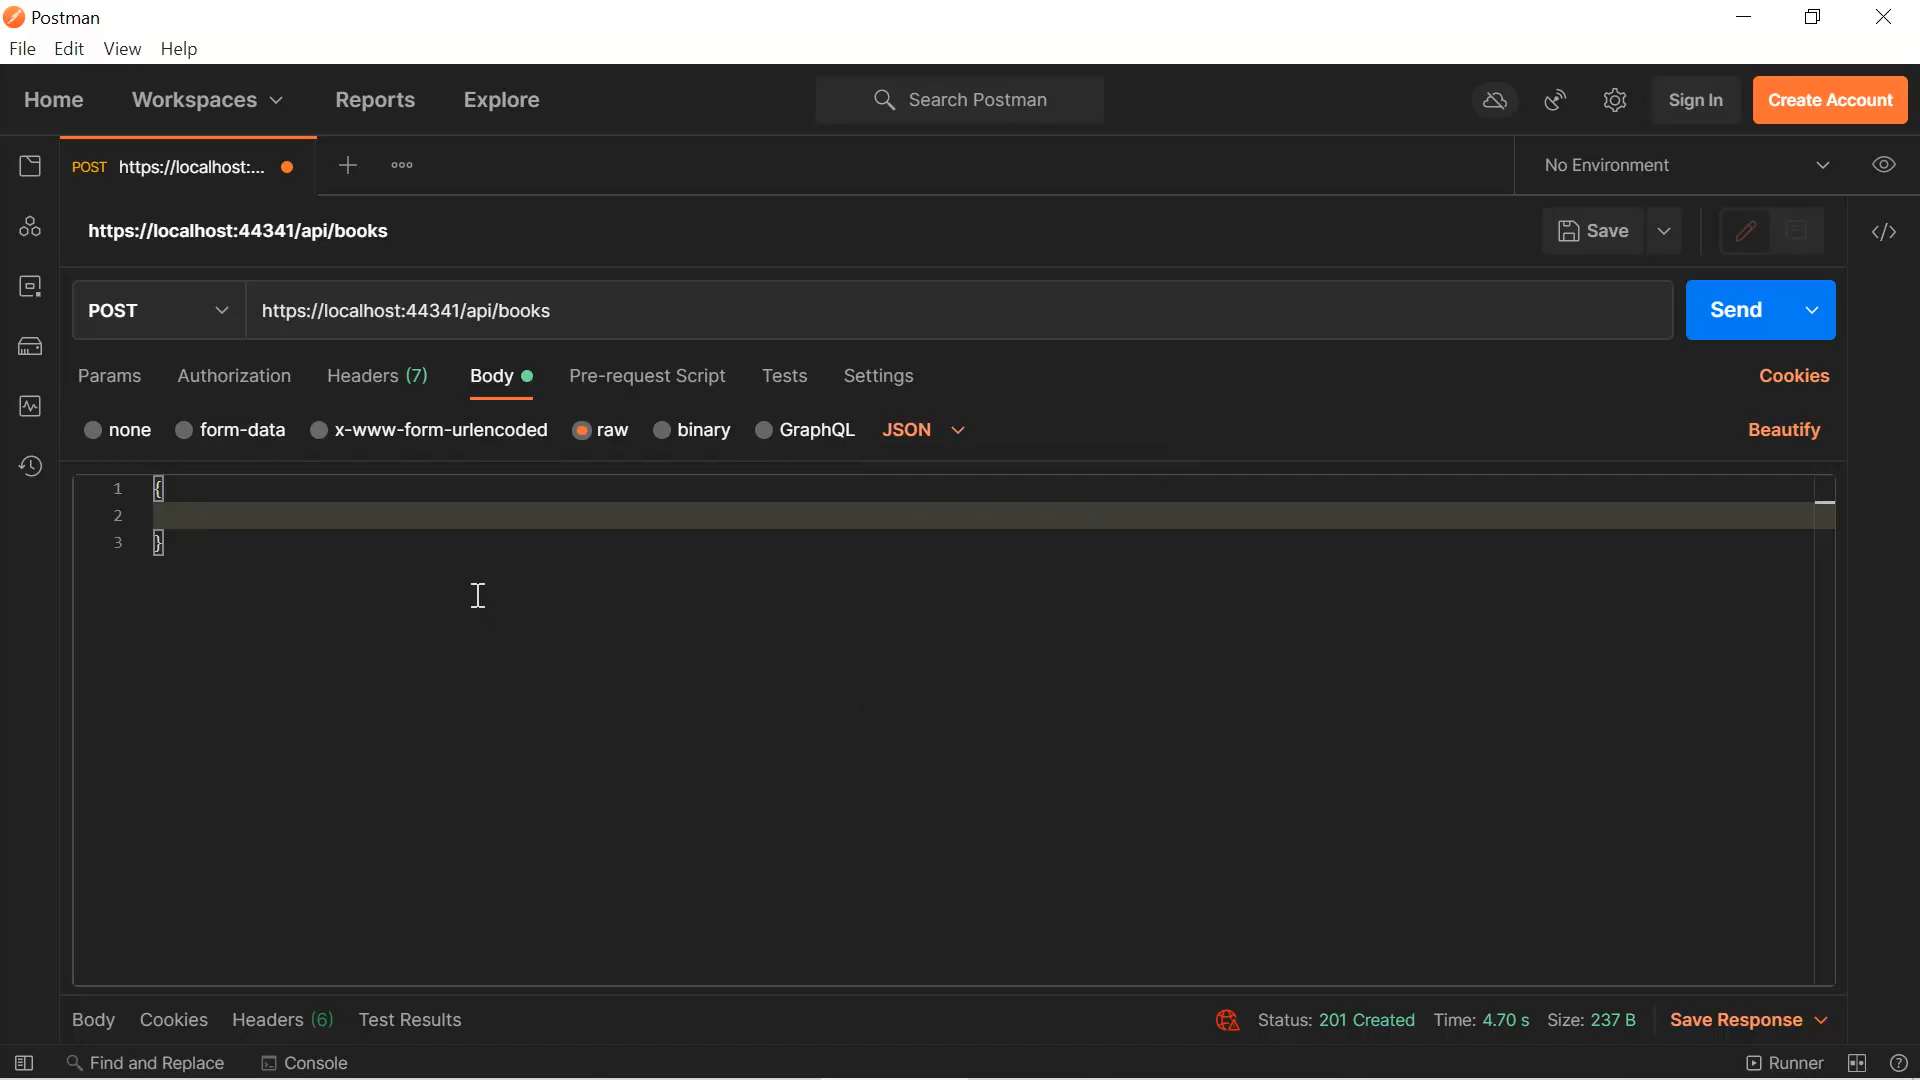 Postman
File Edit View Help
Home Workspaces Reports Explore Search Postman Sign In Create Account
POST https://localhost:... No Environment
https://localhost:44341/api/books Save
POST https://localhost:44341/api/books Send
Params Authorization Headers (7) Body Pre-request Script Tests Settings Cookies
none form-data x-www-form-urlencoded raw binary GraphQL JSON Beautify
1 {
2
3 }
Body Cookies Headers (6) Test Results Status: 201 Created Time: 4.70 s Size: 237 B Save Response
Find and Replace Console Runner